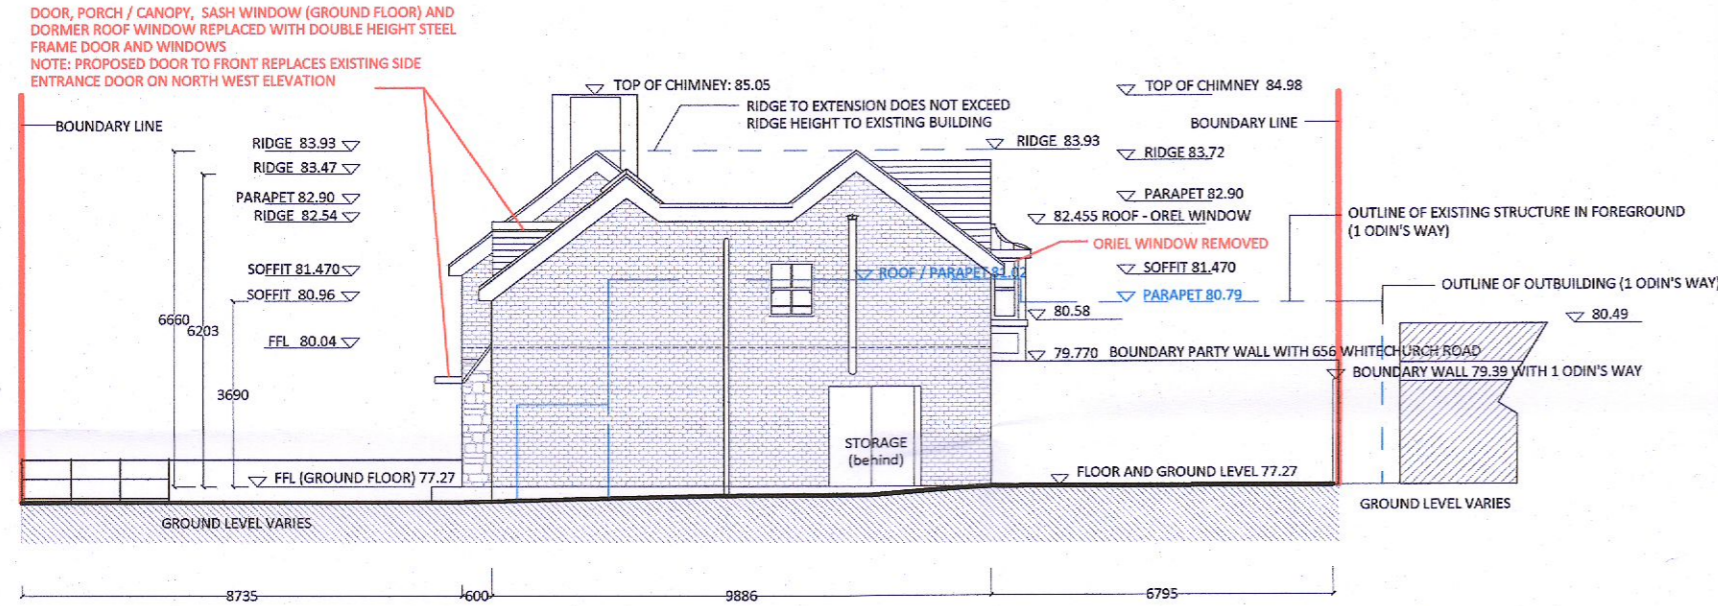 DOOR, PORCH / CANOPY, SASH WINDOW (GROUND FLOOR) AND
DORMER ROOF WINDOW REPLACED WITH DOUBLE HEIGHT STEEL
FRAME DOOR AND WINDOWS
NOTE: PROPOSED DOOR TO FRONT REPLACES EXISTING SIDE
ENTRANCE DOOR ON NORTH WEST ELEVATION
TOP OF CHIMNEY: 85.05
TOP OF CHIMNEY 84.98
RIDGE TO EXTENSION DOES NOT EXCEED
RIDGE HEIGHT TO EXISTING BUILDING
BOUNDARY LINE
BOUNDARY LINE
RIDGE 83.93
RIDGE 83.93
RIDGE 83.72
RIDGE 83.47
PARAPET 82.90
PARAPET 82.90
RIDGE 82.54
82.455 ROOF - OREL WINDOW
OUTLINE OF EXISTING STRUCTURE IN FOREGROUND
(1 ODIN'S WAY)
ORIEL WINDOW REMOVED
SOFFIT 81.470
ROOF / PARAPET 81.02
SOFFIT 81.470
OUTLINE OF OUTBUILDING (1 ODIN'S WAY)
SOFFIT 80.96
PARAPET 80.79
80.58
80.49
6660
6203
FFL 80.04
79.770 BOUNDARY PARTY WALL WITH 656 WHITECHURCH ROAD
BOUNDARY WALL 79.39 WITH 1 ODIN'S WAY
3690
STORAGE
(behind)
FFL (GROUND FLOOR) 77.27
FLOOR AND GROUND LEVEL 77.27
GROUND LEVEL VARIES
GROUND LEVEL VARIES
8735
600
9886
6795